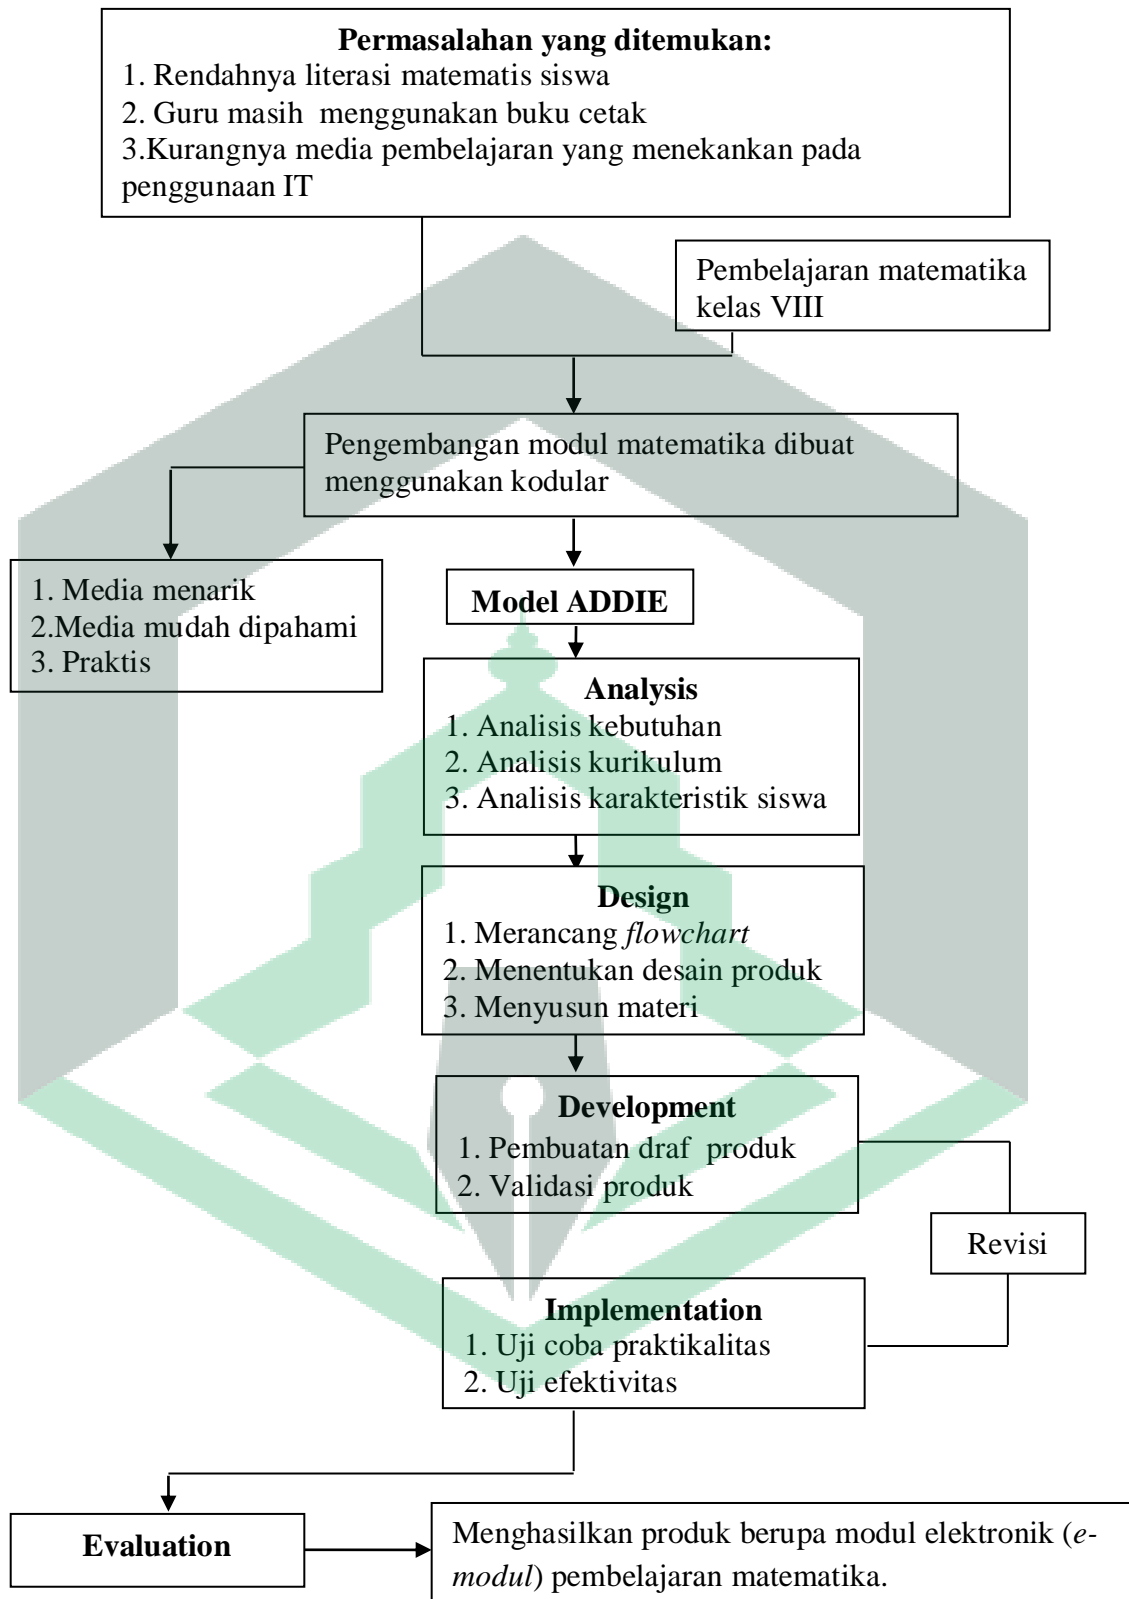 Permasalahan yang ditemukan:
1. Rendahnya literasi matematis siswa
2. Guru masih  menggunakan buku cetak
3.Kurangnya media pembelajaran yang menekankan pada
penggunaan IT
Pembelajaran matematika
kelas VIII
Pengembangan modul matematika dibuat
menggunakan kodular
1. Media menarik
2.Media mudah dipahami
3. Praktis
Model ADDIE
Analysis
1. Analisis kebutuhan
2. Analisis kurikulum
3. Analisis karakteristik siswa
Design
1. Merancang flowchart
2. Menentukan desain produk
3. Menyusun materi
Development
1. Pembuatan draf  produk
2. Validasi produk
Revisi
Implementation
1. Uji coba praktikalitas
2. Uji efektivitas
Evaluation
Menghasilkan produk berupa modul elektronik (e-
modul) pembelajaran matematika.